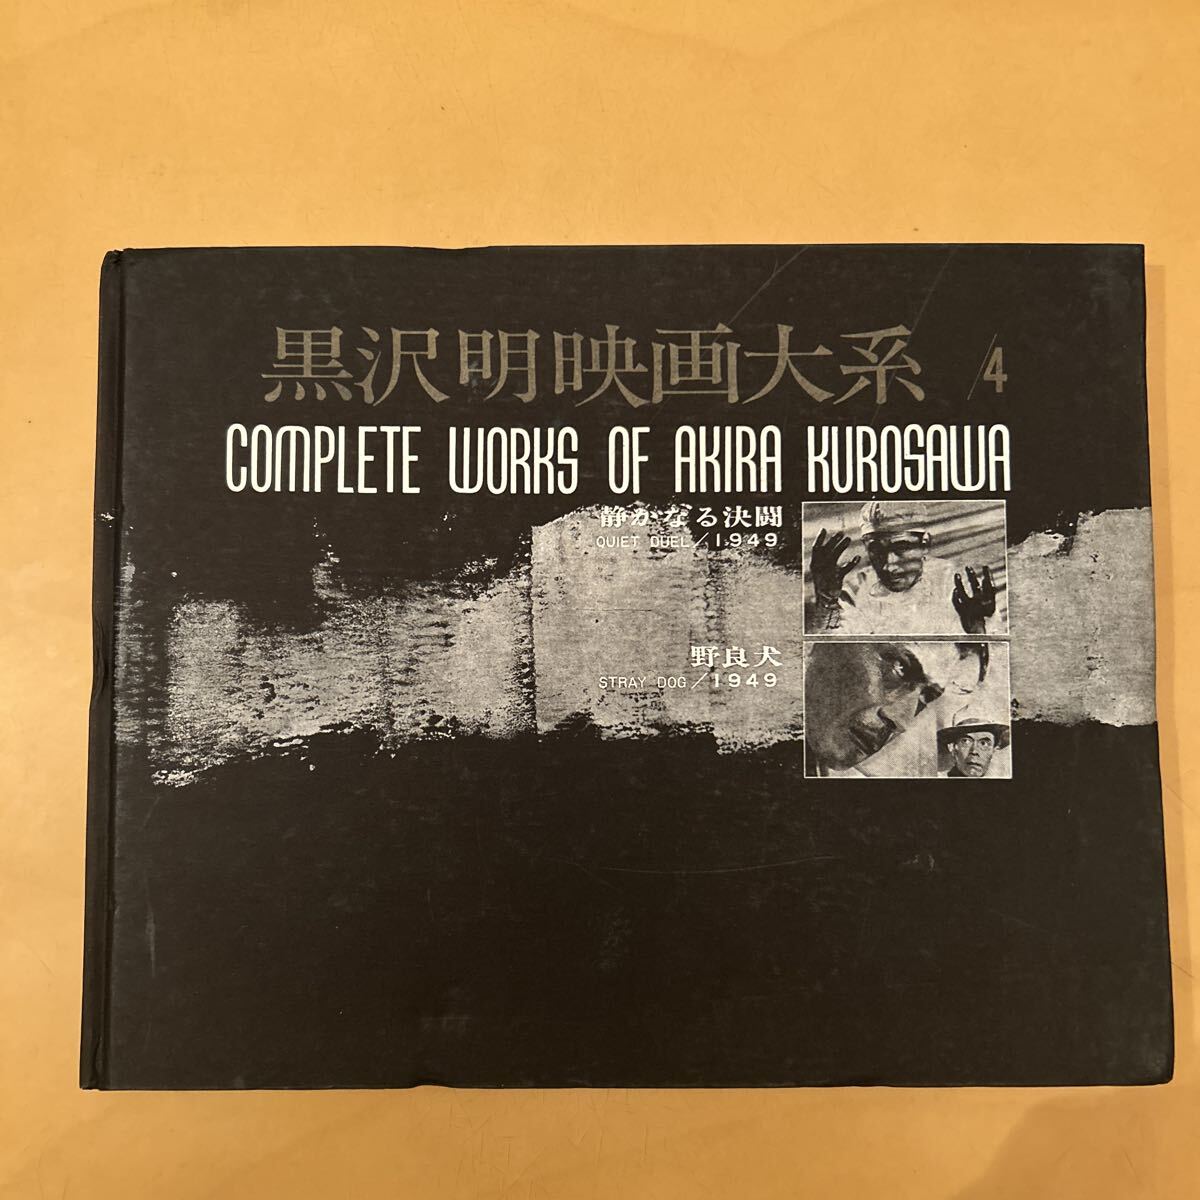 黒沢明映画大系/4
COMPLETE WORKS OF AKIRA KUROSAWA
静かなる決闘
QUIET DUEL/1949
野良犬
STRAY DOG/1949